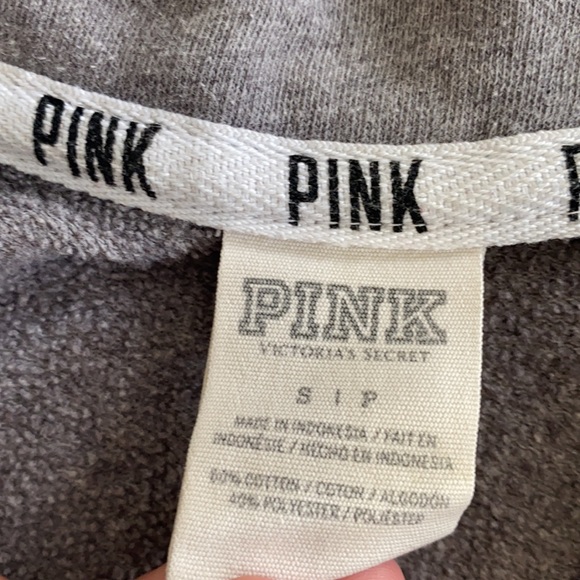 PINK PINK
PINK
VICTORIA'S SECRET
S | P
MADE IN INDONESIA / FAIT EN
INDONÉSIE / HECHO EN INDONESIA
60% COTTON / COTON / ALGODÓN
40% POLYESTER / POLIÉSTER